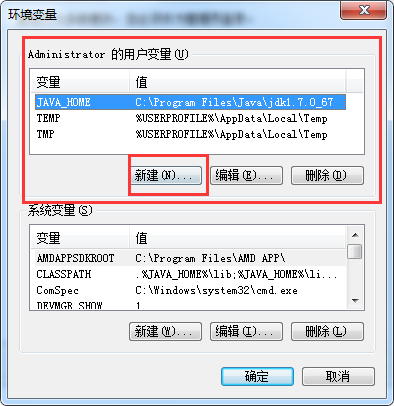 环境变量
Administrator 的用户变量(U)
变量 值
JAVA_HOME C:\Program Files\Java\jdk1.7.0_67
TEMP %USERPROFILE%\AppData\Local\Temp
TMP %USERPROFILE%\AppData\Local\Temp
新建(N)... 编辑(E)... 删除(D)
系统变量(S)
变量 值
AMDAPPSDKROOT C:\Program Files\AMD APP\
CLASSPATH .%JAVA_HOME%\lib;%JAVA_HOME%\li...
ComSpec C:\Windows\system32\cmd.exe
DEVMGR_SHOW 1
新建(W)... 编辑(I)... 删除(L)
确定 取消